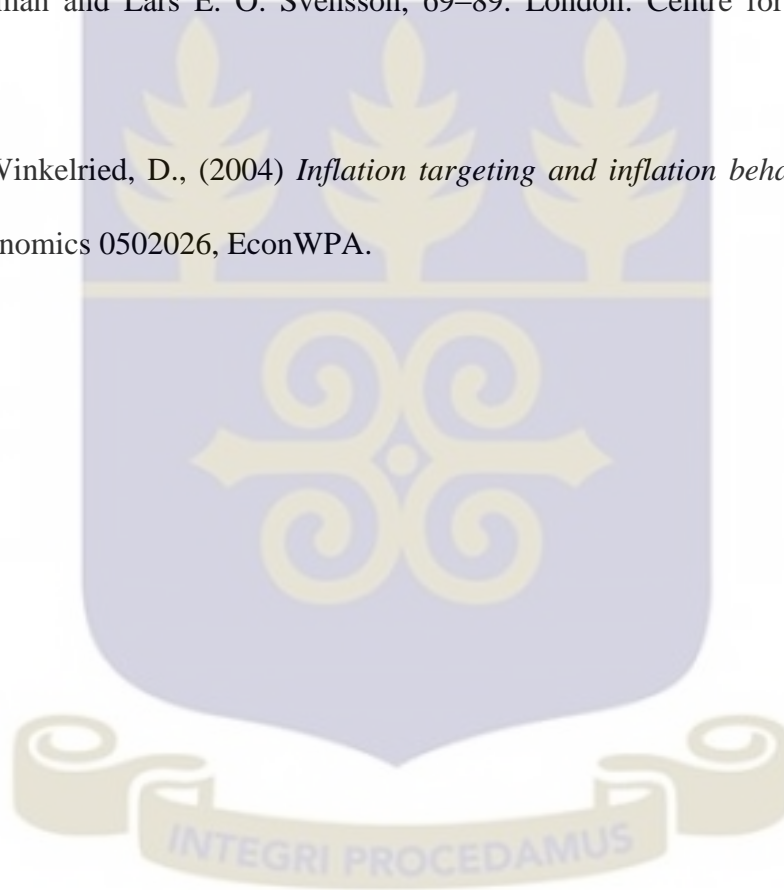 man and Lars E. O. Svensson, 69–89. London: Centre for
Winkelried, D., (2004) Inflation targeting and inflation beha
nomics 0502026, EconWPA.
INTEGRI PROCEDAMUS